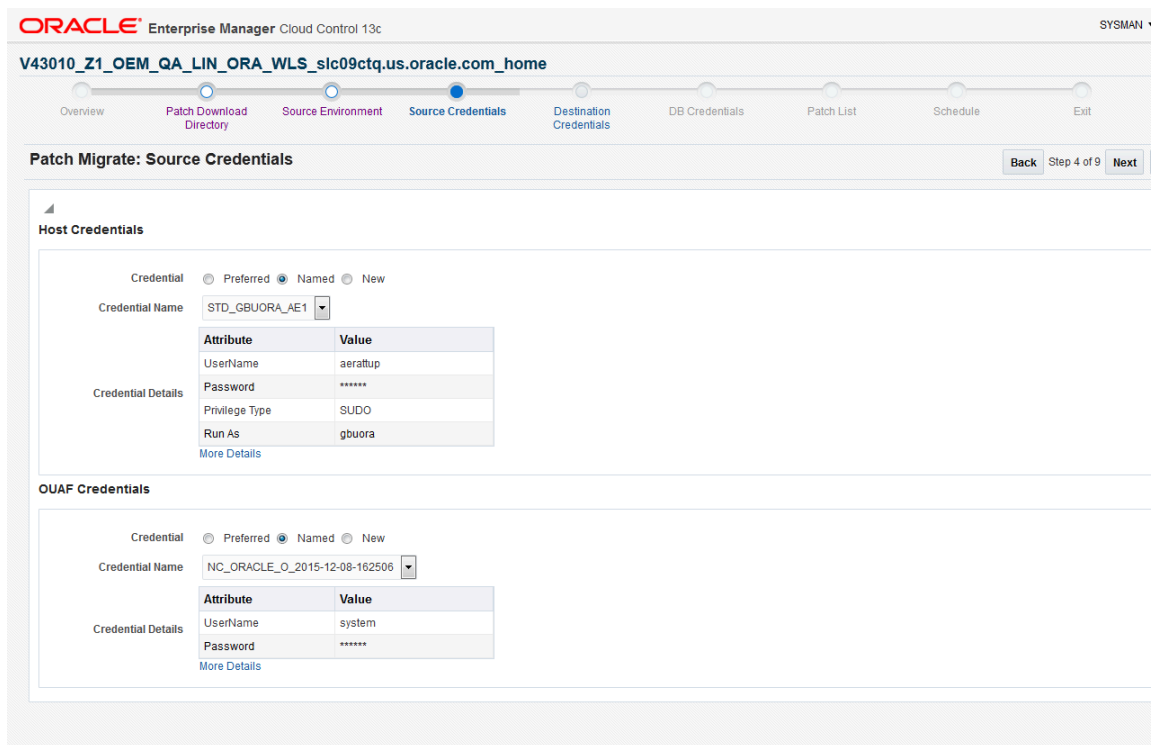 ORACLE Enterprise Manager Cloud Control 13c SYSMAN
V43010_Z1_OEM_QA_LIN_ORA_WLS_slc09ctq.us.oracle.com_home
Overview Patch Download Directory Source Environment Source Credentials Destination Credentials DB Credentials Patch List Schedule Exit
Patch Migrate: Source Credentials Back Step 4 of 9 Next
Host Credentials
Credential Preferred Named New
Credential Name STD_GBUORA_AE1
Attribute Value
UserName aerattup
Credential Details
Password ******
Privilege Type SUDO
Run As gbuora
More Details
OUAF Credentials
Credential Preferred Named New
Credential Name NC_ORACLE_O_2015-12-08-162506
Attribute Value
Credential Details
UserName system
Password ******
More Details